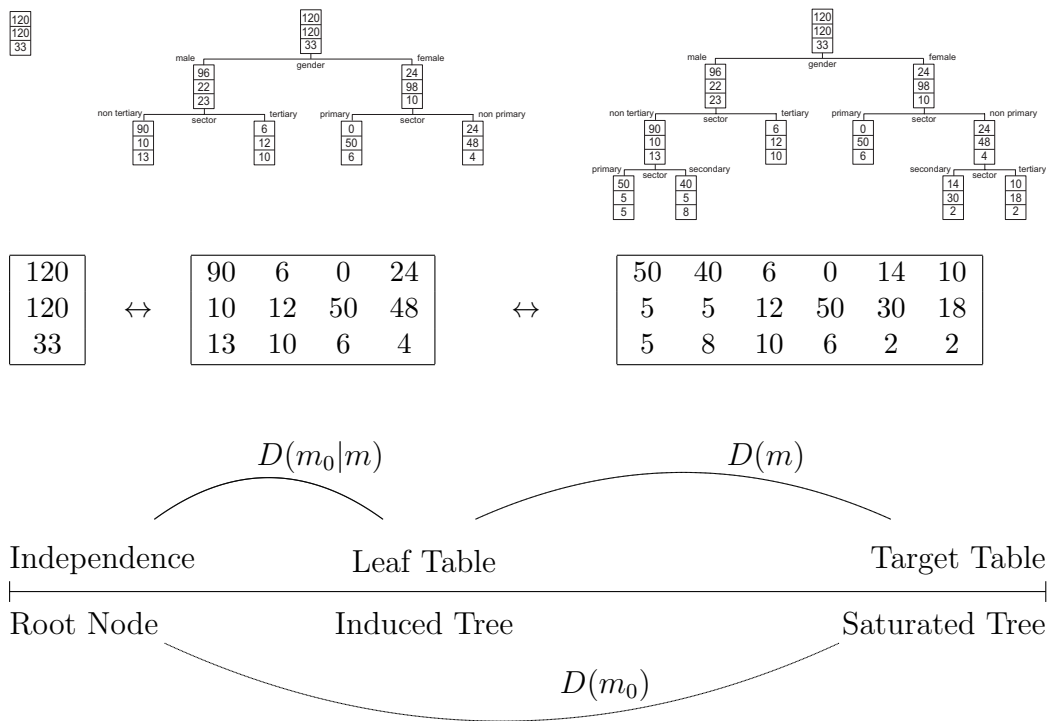 120
120
33
120
120
33
male female
gender
96
22
23
24
98
10
non tertiary tertiary
sector
primary non primary
sector
90
10
13
6
12
10
0
50
6
24
48
4
120
120
33
male female
gender
96
22
23
24
98
10
non tertiary tertiary
sector
primary non primary
sector
90
10
13
6
12
10
0
50
6
24
48
4
primary secondary
sector
secondary tertiary
sector
50
5
5
40
5
8
14
30
2
10
18
2
120
120
33
↔
90 6 0 24
10 12 50 48
13 10 6 4
↔
50 40 6 0 14 10
5 5 12 50 30 18
5 8 10 6 2 2
D(m₀|m) D(m)
Independence Leaf Table Target Table
Root Node Induced Tree Saturated Tree
D(m₀)